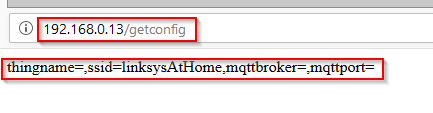 192.168.0.13/getconfig
thingname=,ssid=linksysAtHome,mqttbroker=,mqttport=